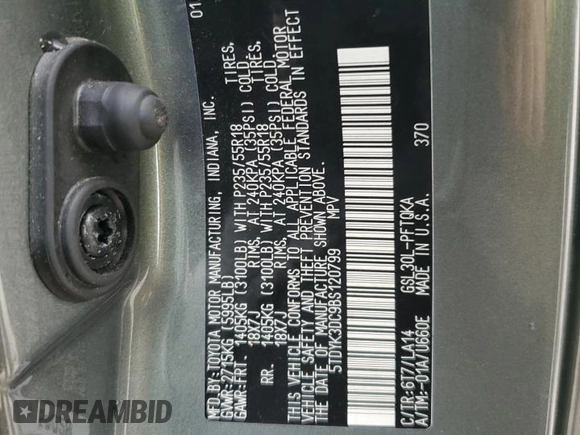 01
MFD. BY: TOYOTA MOTOR MANUFACTURING, INDIANA, INC.
GVWR: 2715KG (5995LB)
GAWR: FRT. 1405KG (3100LB) WITH P235/55R18 TIRES,
18X7J RIMS, AT 240KPA (35PSI) COLD
RR. 1405KG (3100LB) WITH P235/55R18 TIRES,
18X7J RIMS, AT 240KPA (35PSI) COLD
THIS VEHICLE CONFORMS TO ALL APPLICABLE FEDERAL MOTOR
VEHICLE SAFETY AND THEFT PREVENTION STANDARDS IN EFFECT
ON THE DATE OF MANUFACTURE SHOWN ABOVE.
5TDYK3DC9BS120799 MPV
C/TR: 6T7/LA14 GSL30L-PFTQKA 370
A/TM: -01A/U660E MADE IN U.S.A.
DREAMBID
dreambid.com